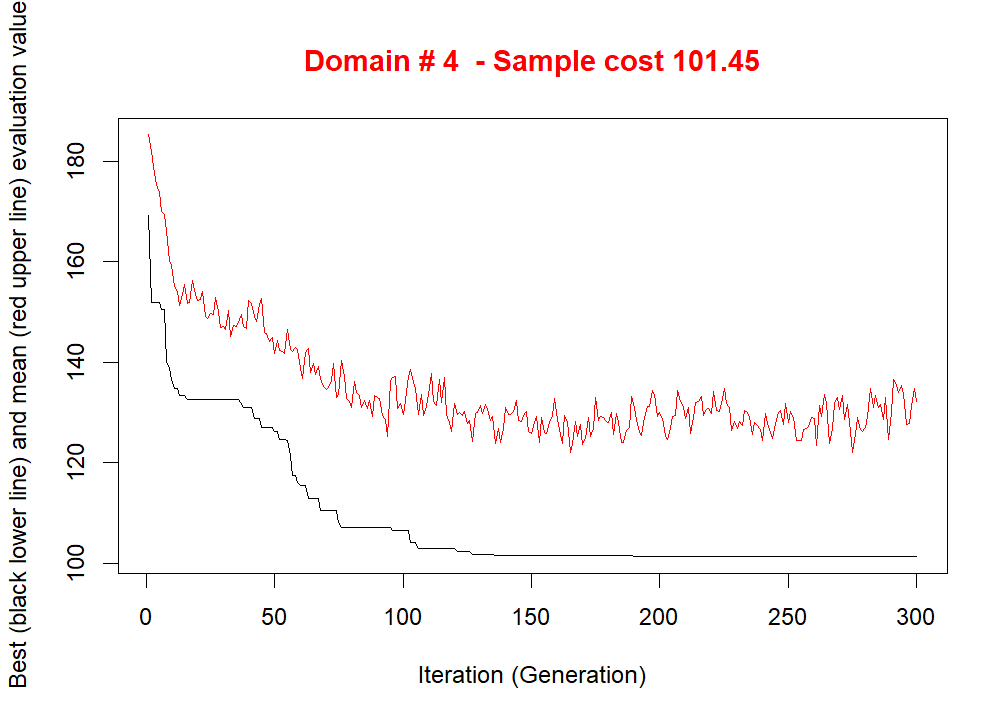 Domain # 4  - Sample cost 101.45
Best (black lower line) and mean (red upper line) evaluation value
180
160
140
120
100
0 50 100 150 200 250 300
Iteration (Generation)